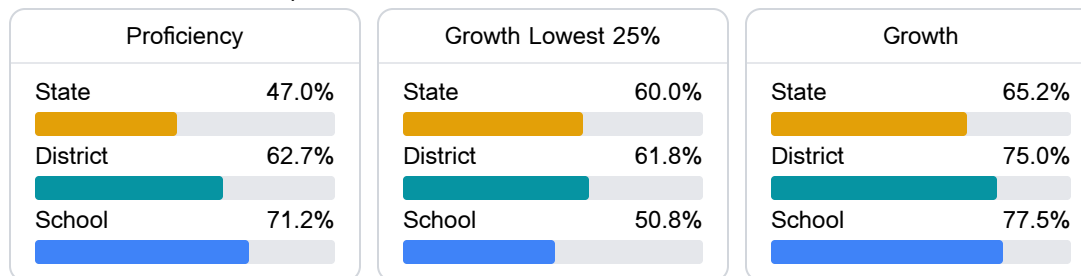 Proficiency
State 47.0%
District 62.7%
School 71.2%
Growth Lowest 25%
State 60.0%
District 61.8%
School 50.8%
Growth
State 65.2%
District 75.0%
School 77.5%